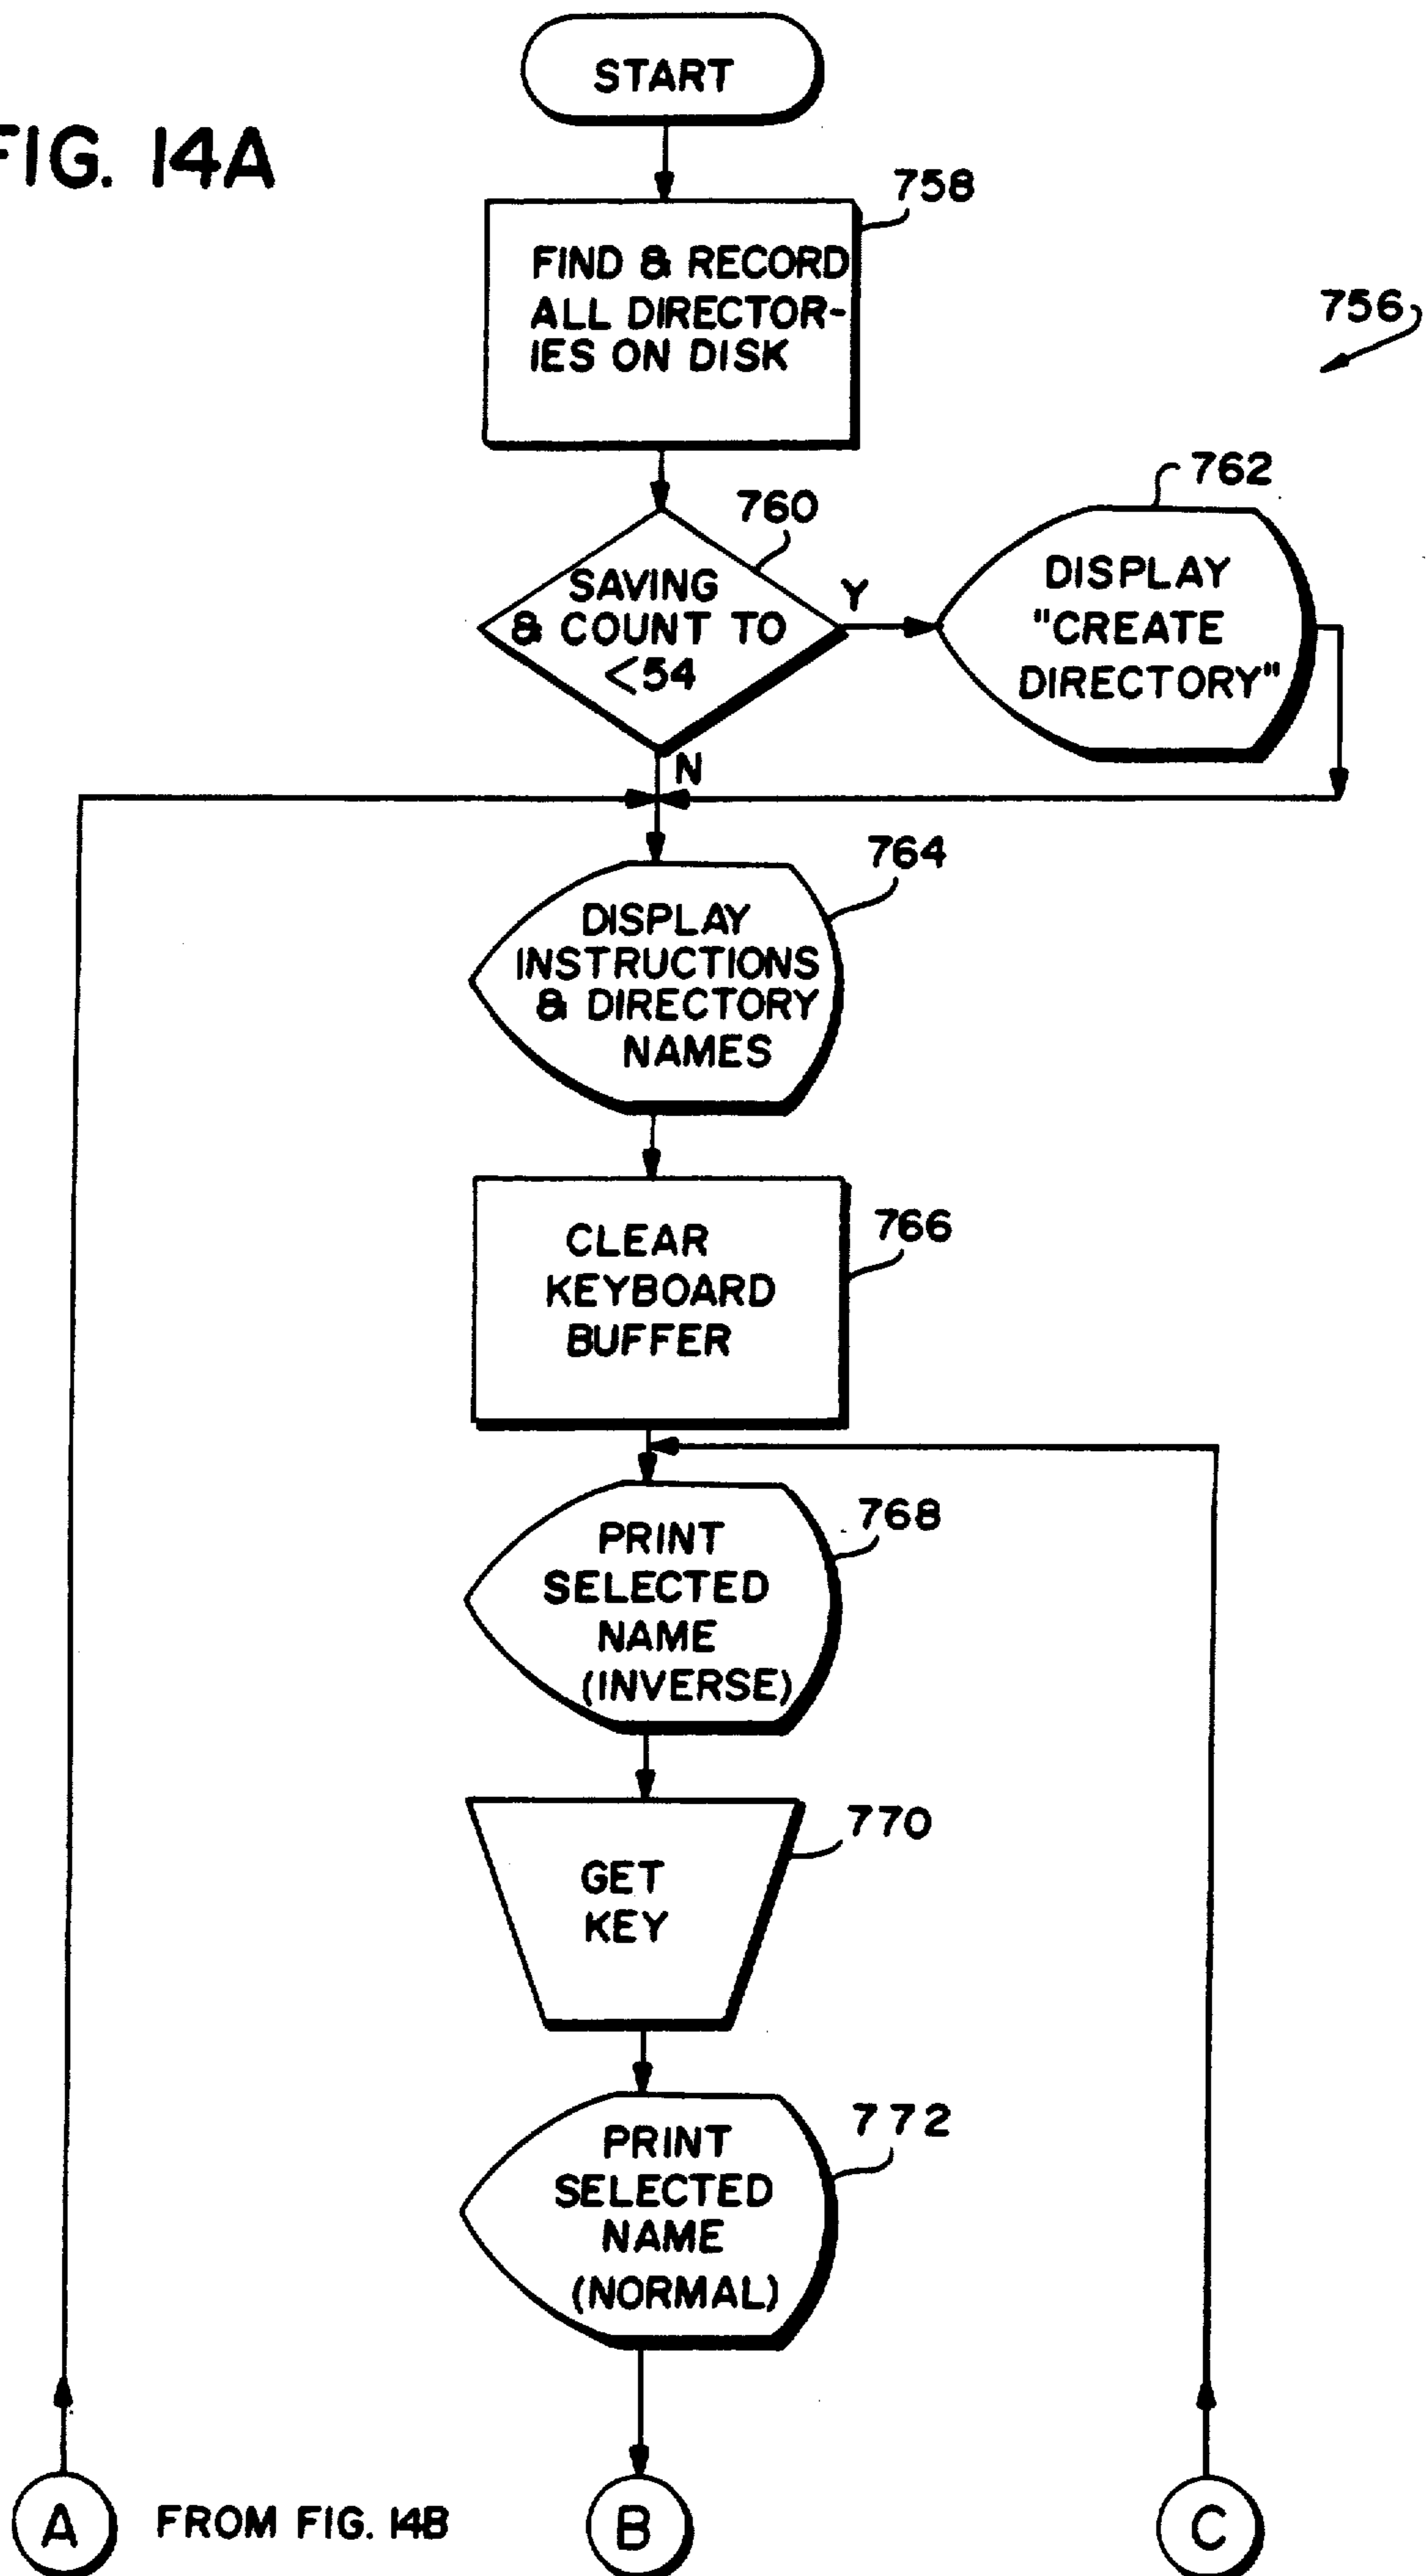 START
FIG. 14A
758
FIND & RECORD
ALL DIRECTOR-
IES ON DISK
756
760
762
SAVING
& COUNT TO
<54
Y
DISPLAY
"CREATE
DIRECTORY"
N
764
DISPLAY
INSTRUCTIONS
& DIRECTORY
NAMES
766
CLEAR
KEYBOARD
BUFFER
768
PRINT
SELECTED
NAME
(INVERSE)
770
GET
KEY
772
PRINT
SELECTED
NAME
(NORMAL)
A FROM FIG. 14B
B
C